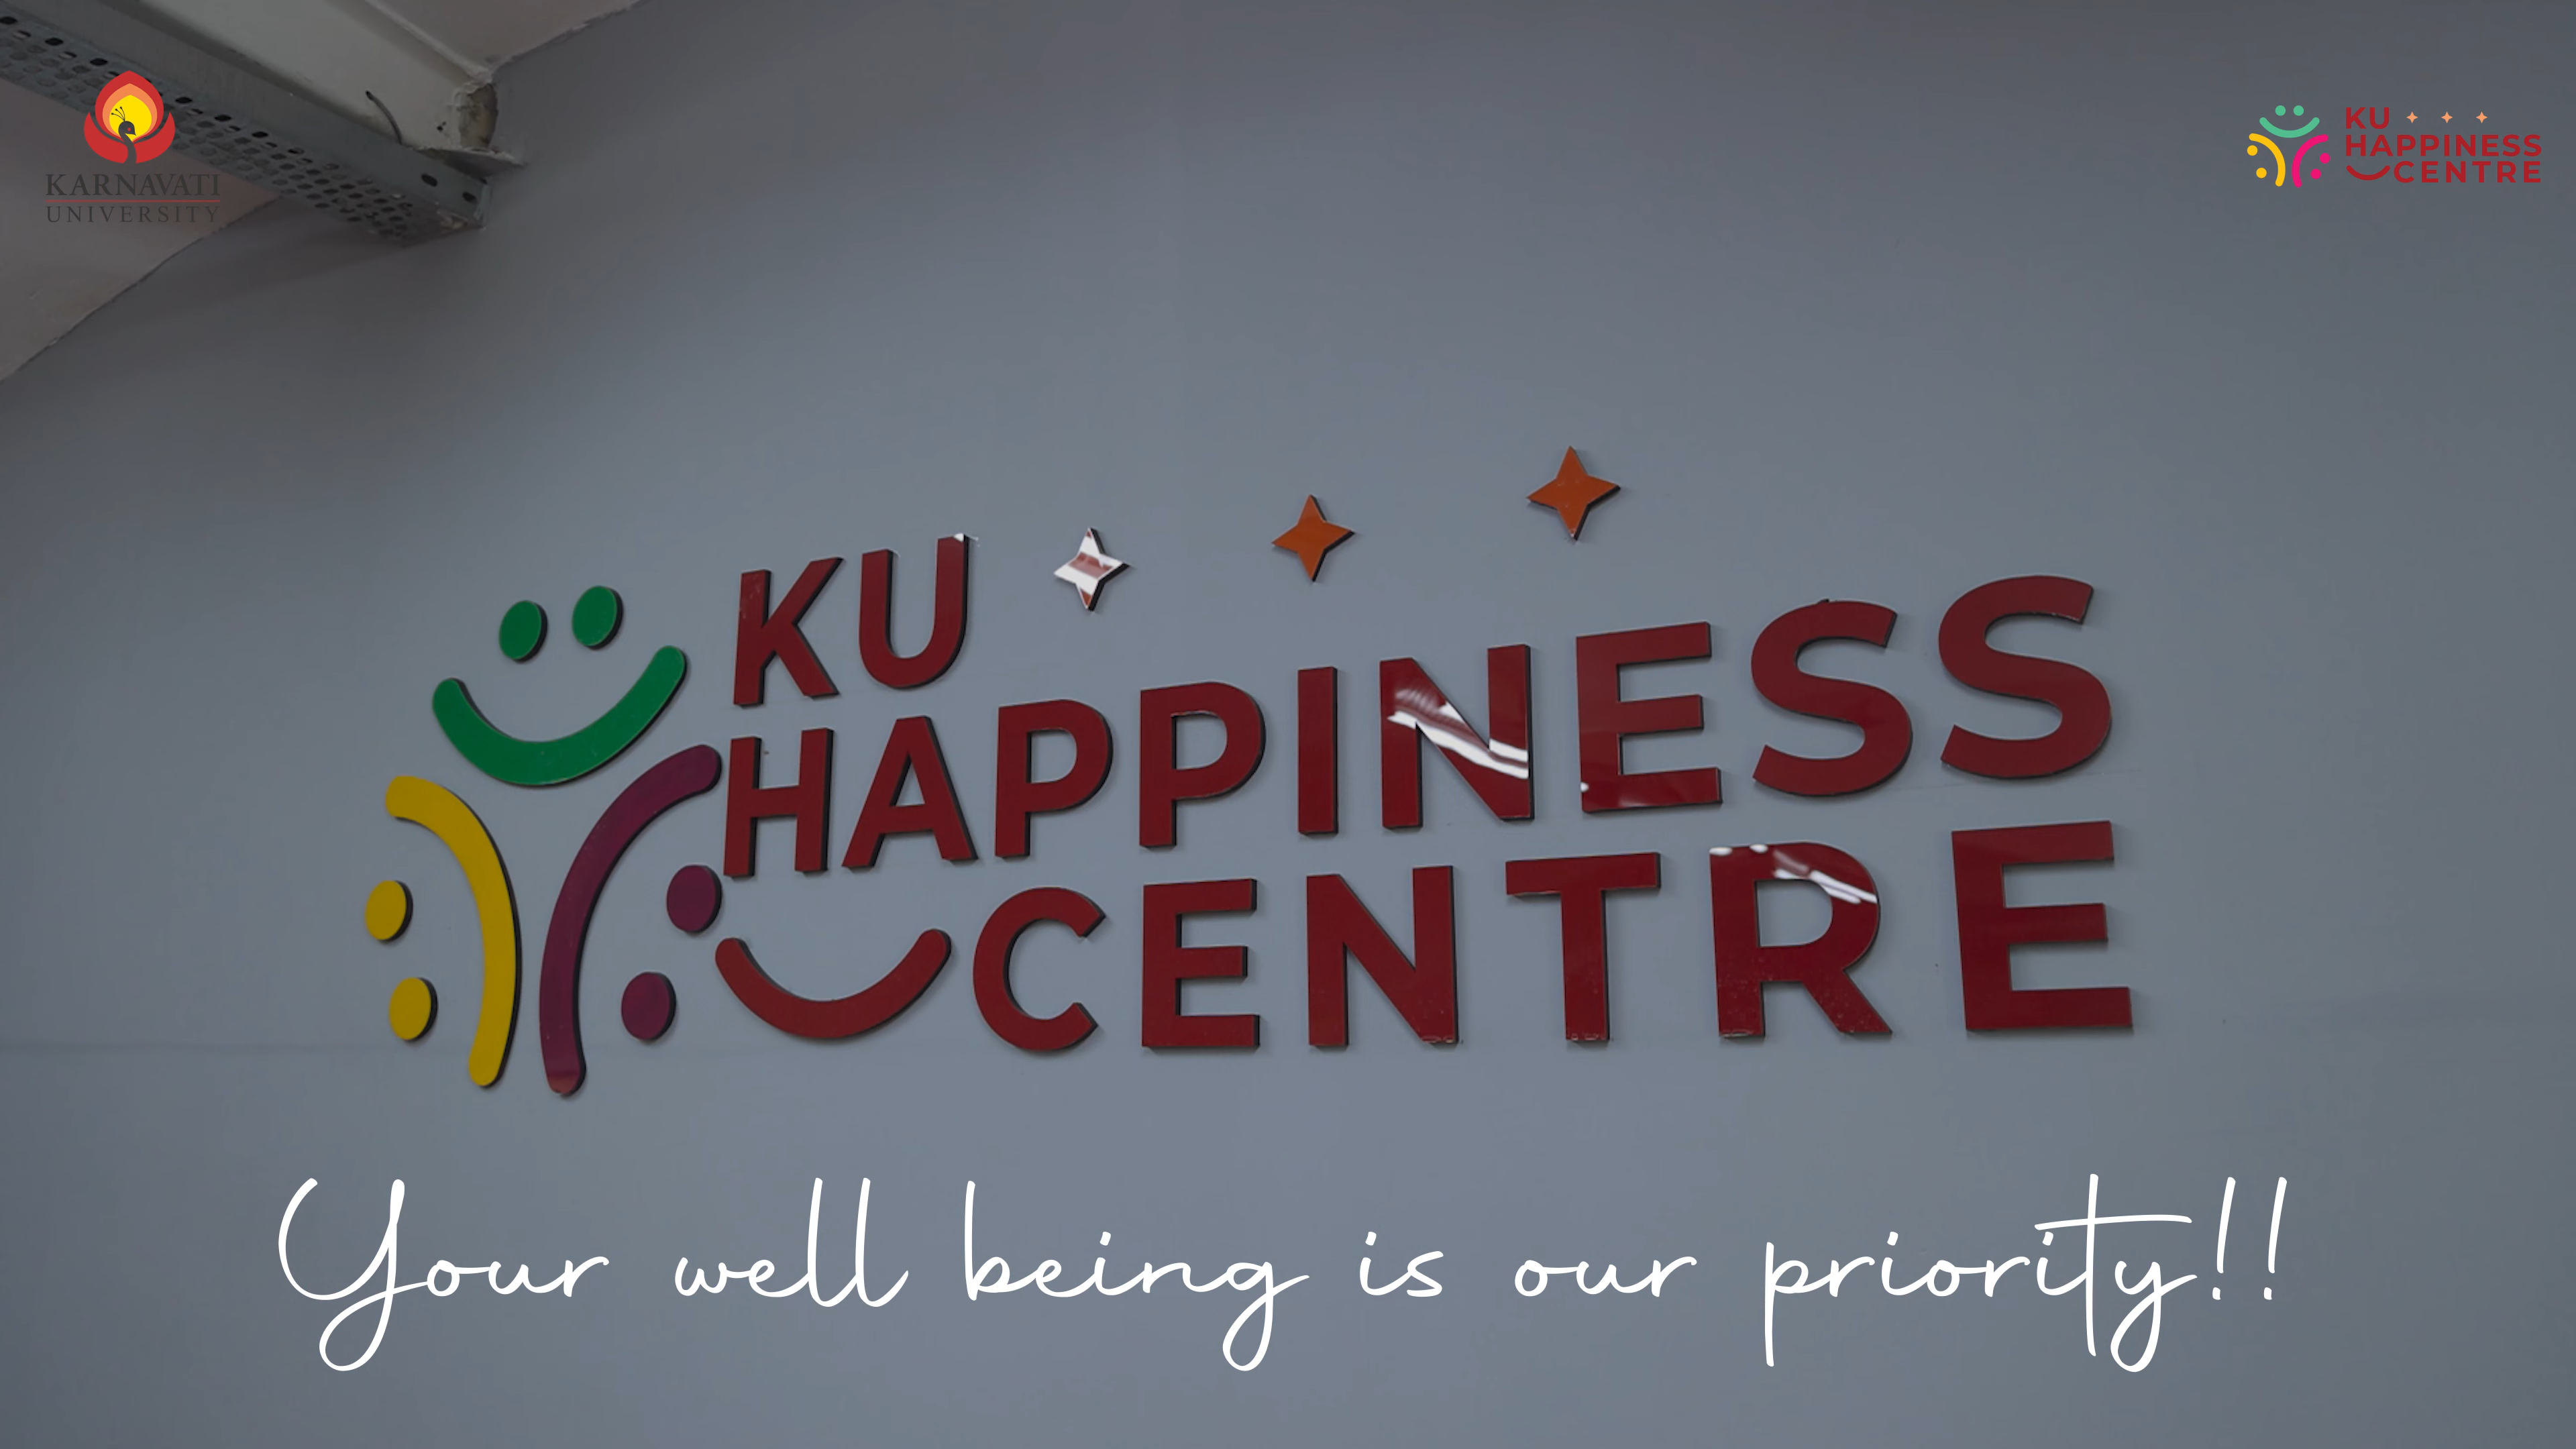 KARNAVATI
UNIVERSITY
KU
HAPPINESS
CENTRE
KU
HAPPINESS
CENTRE
Your well being is our priority!!